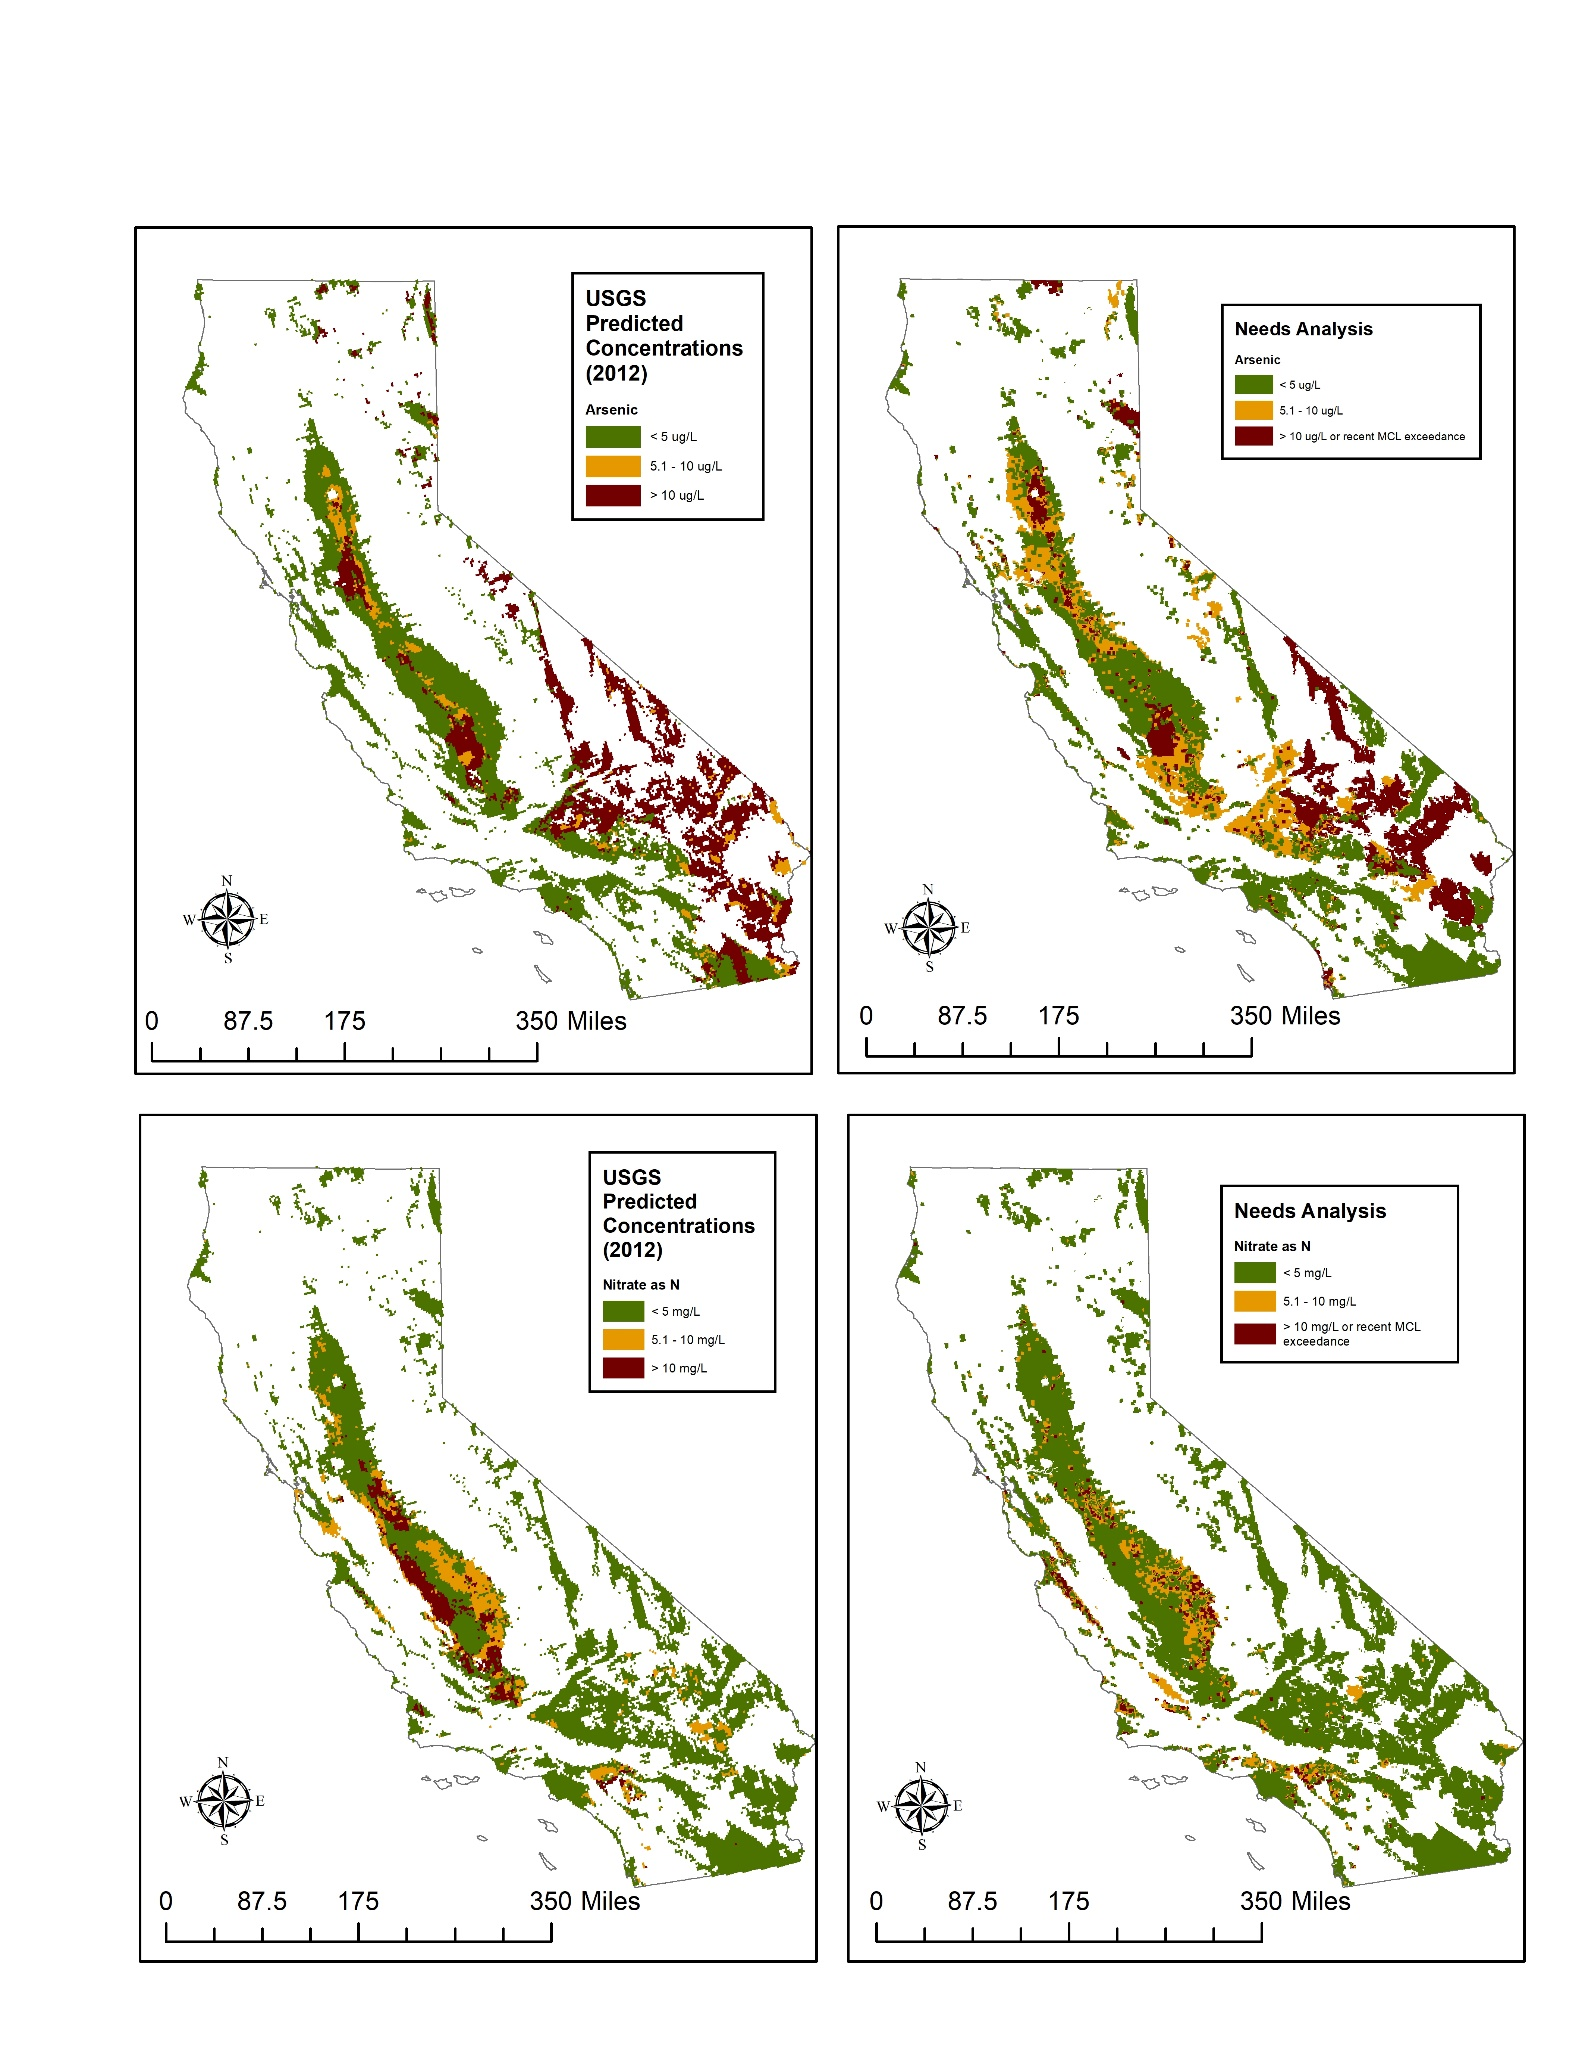 USGS
Predicted
Concentrations
(2012)
Arsenic
< 5 ug/L
5.1 - 10 ug/L
> 10 ug/L
N
W E
S
0 87.5 175 350 Miles
Needs Analysis
Arsenic
< 5 ug/L
5.1 - 10 ug/L
> 10 ug/L or recent MCL exceedance
N
W E
S
0 87.5 175 350 Miles
USGS
Predicted
Concentrations
(2012)
Nitrate as N
< 5 mg/L
5.1 - 10 mg/L
> 10 mg/L
N
W E
S
0 87.5 175 350 Miles
Needs Analysis
Nitrate as N
< 5 mg/L
5.1 - 10 mg/L
> 10 mg/L or recent MCL
exceedance
N
W E
S
0 87.5 175 350 Miles